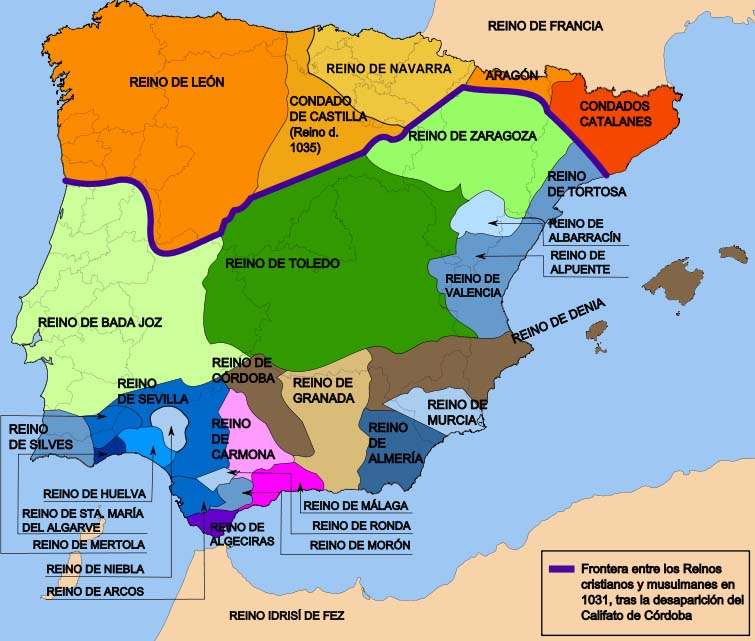 REINO DE FRANCIA
REINO DE LEÓN
REINO DE NAVARRA
ARAGÓN
CONDADO
DE CASTILLA
(Reino d.
1035)
CONDADOS
CATALANES
REINO DE ZARAGOZA
REINO
DE TORTOSA
REINO DE
ALBARRACÍN
REINO DE
ALPUENTE
REINO DE TOLEDO
REINO DE
VALENCIA
REINO DE BADA JOZ
REINO DE DENIA
REINO DE
CÓRDOBA
REINO
DE SEVILLA
REINO DE
GRANADA
REINO
DE SILVES
REINO
DE
CARMONA
REINO
DE
ALMERÍA
REINO DE
MURCIA
REINO DE HUELVA
REINO DE STA. MARÍA
DEL ALGARVE
REINO DE MERTOLA
REINO DE NIEBLA
REINO DE ARCOS
REINO DE
ALGECIRAS
REINO DE MÁLAGA
REINO DE RONDA
REINO DE MORÓN
REINO IDRISÍ DE FEZ
Frontera entre los Reinos
cristianos y musulmanes en
1031, tras la desaparición del
Califato de Córdoba